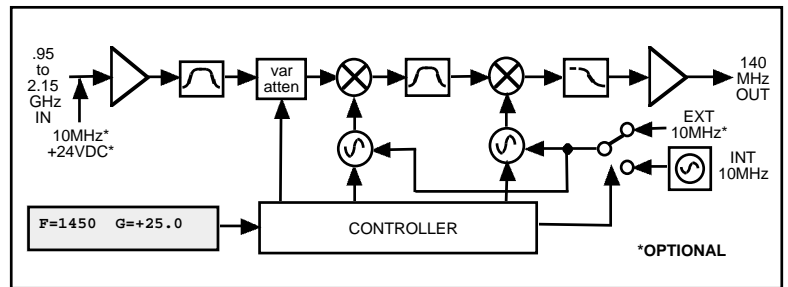 .95
to
2.15
GHz
IN
10MHz*
+24VDC*
var
atten
140
MHz
OUT
EXT
10MHz*
INT
10MHz
F=1450 G=+25.0
CONTROLLER
*OPTIONAL